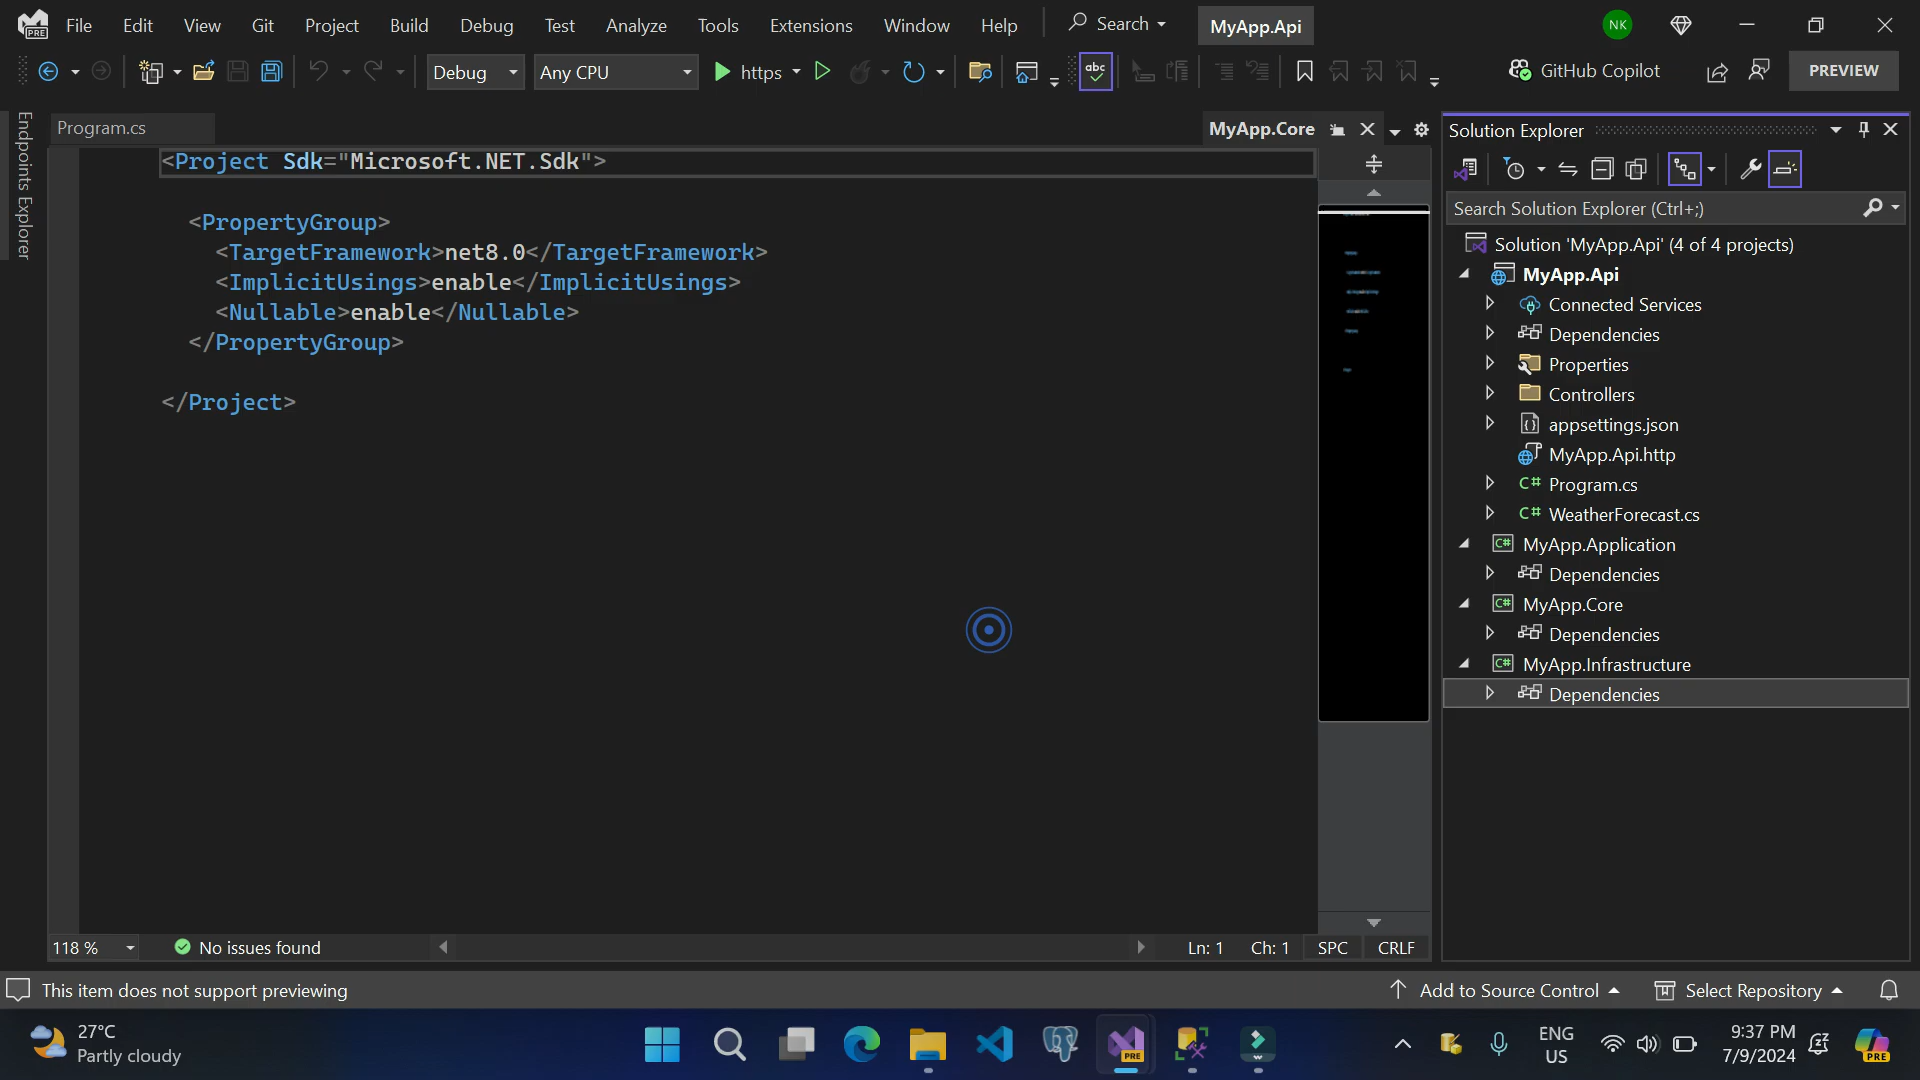 File Edit View Git Project Build Debug Test Analyze Tools Extensions Window Help Search MyApp.Api NK
Debug Any CPU https abc GitHub Copilot PREVIEW
Endpoints Explorer
Program.cs MyApp.Core
<Project Sdk="Microsoft.NET.Sdk">
<PropertyGroup>
<TargetFramework>net8.0</TargetFramework>
<ImplicitUsings>enable</ImplicitUsings>
<Nullable>enable</Nullable>
</PropertyGroup>
</Project>
118 % No issues found Ln: 1 Ch: 1 SPC CRLF
Solution Explorer
Search Solution Explorer (Ctrl+;)
Solution 'MyApp.Api' (4 of 4 projects)
MyApp.Api
Connected Services
Dependencies
Properties
Controllers
appsettings.json
MyApp.Api.http
C# Program.cs
C# WeatherForecast.cs
C# MyApp.Application
Dependencies
C# MyApp.Core
Dependencies
C# MyApp.Infrastructure
Dependencies
This item does not support previewing Add to Source Control Select Repository
27°C
Partly cloudy
PRE
ENG
US
9:37 PM
7/9/2024
PRE